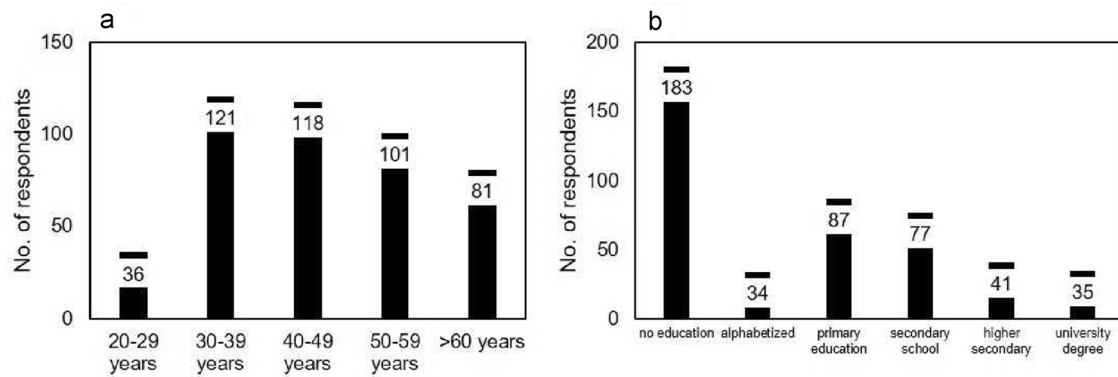 a
150
100
50
0
No. of respondents
36
121
118
101
81
20-29
years
30-39
years
40-49
years
50-59
years
>60 years
b
200
150
100
50
0
No. of respondents
183
34
87
77
41
35
no education
alphabetized
primary
education
secondary
school
higher
secondary
university
degree